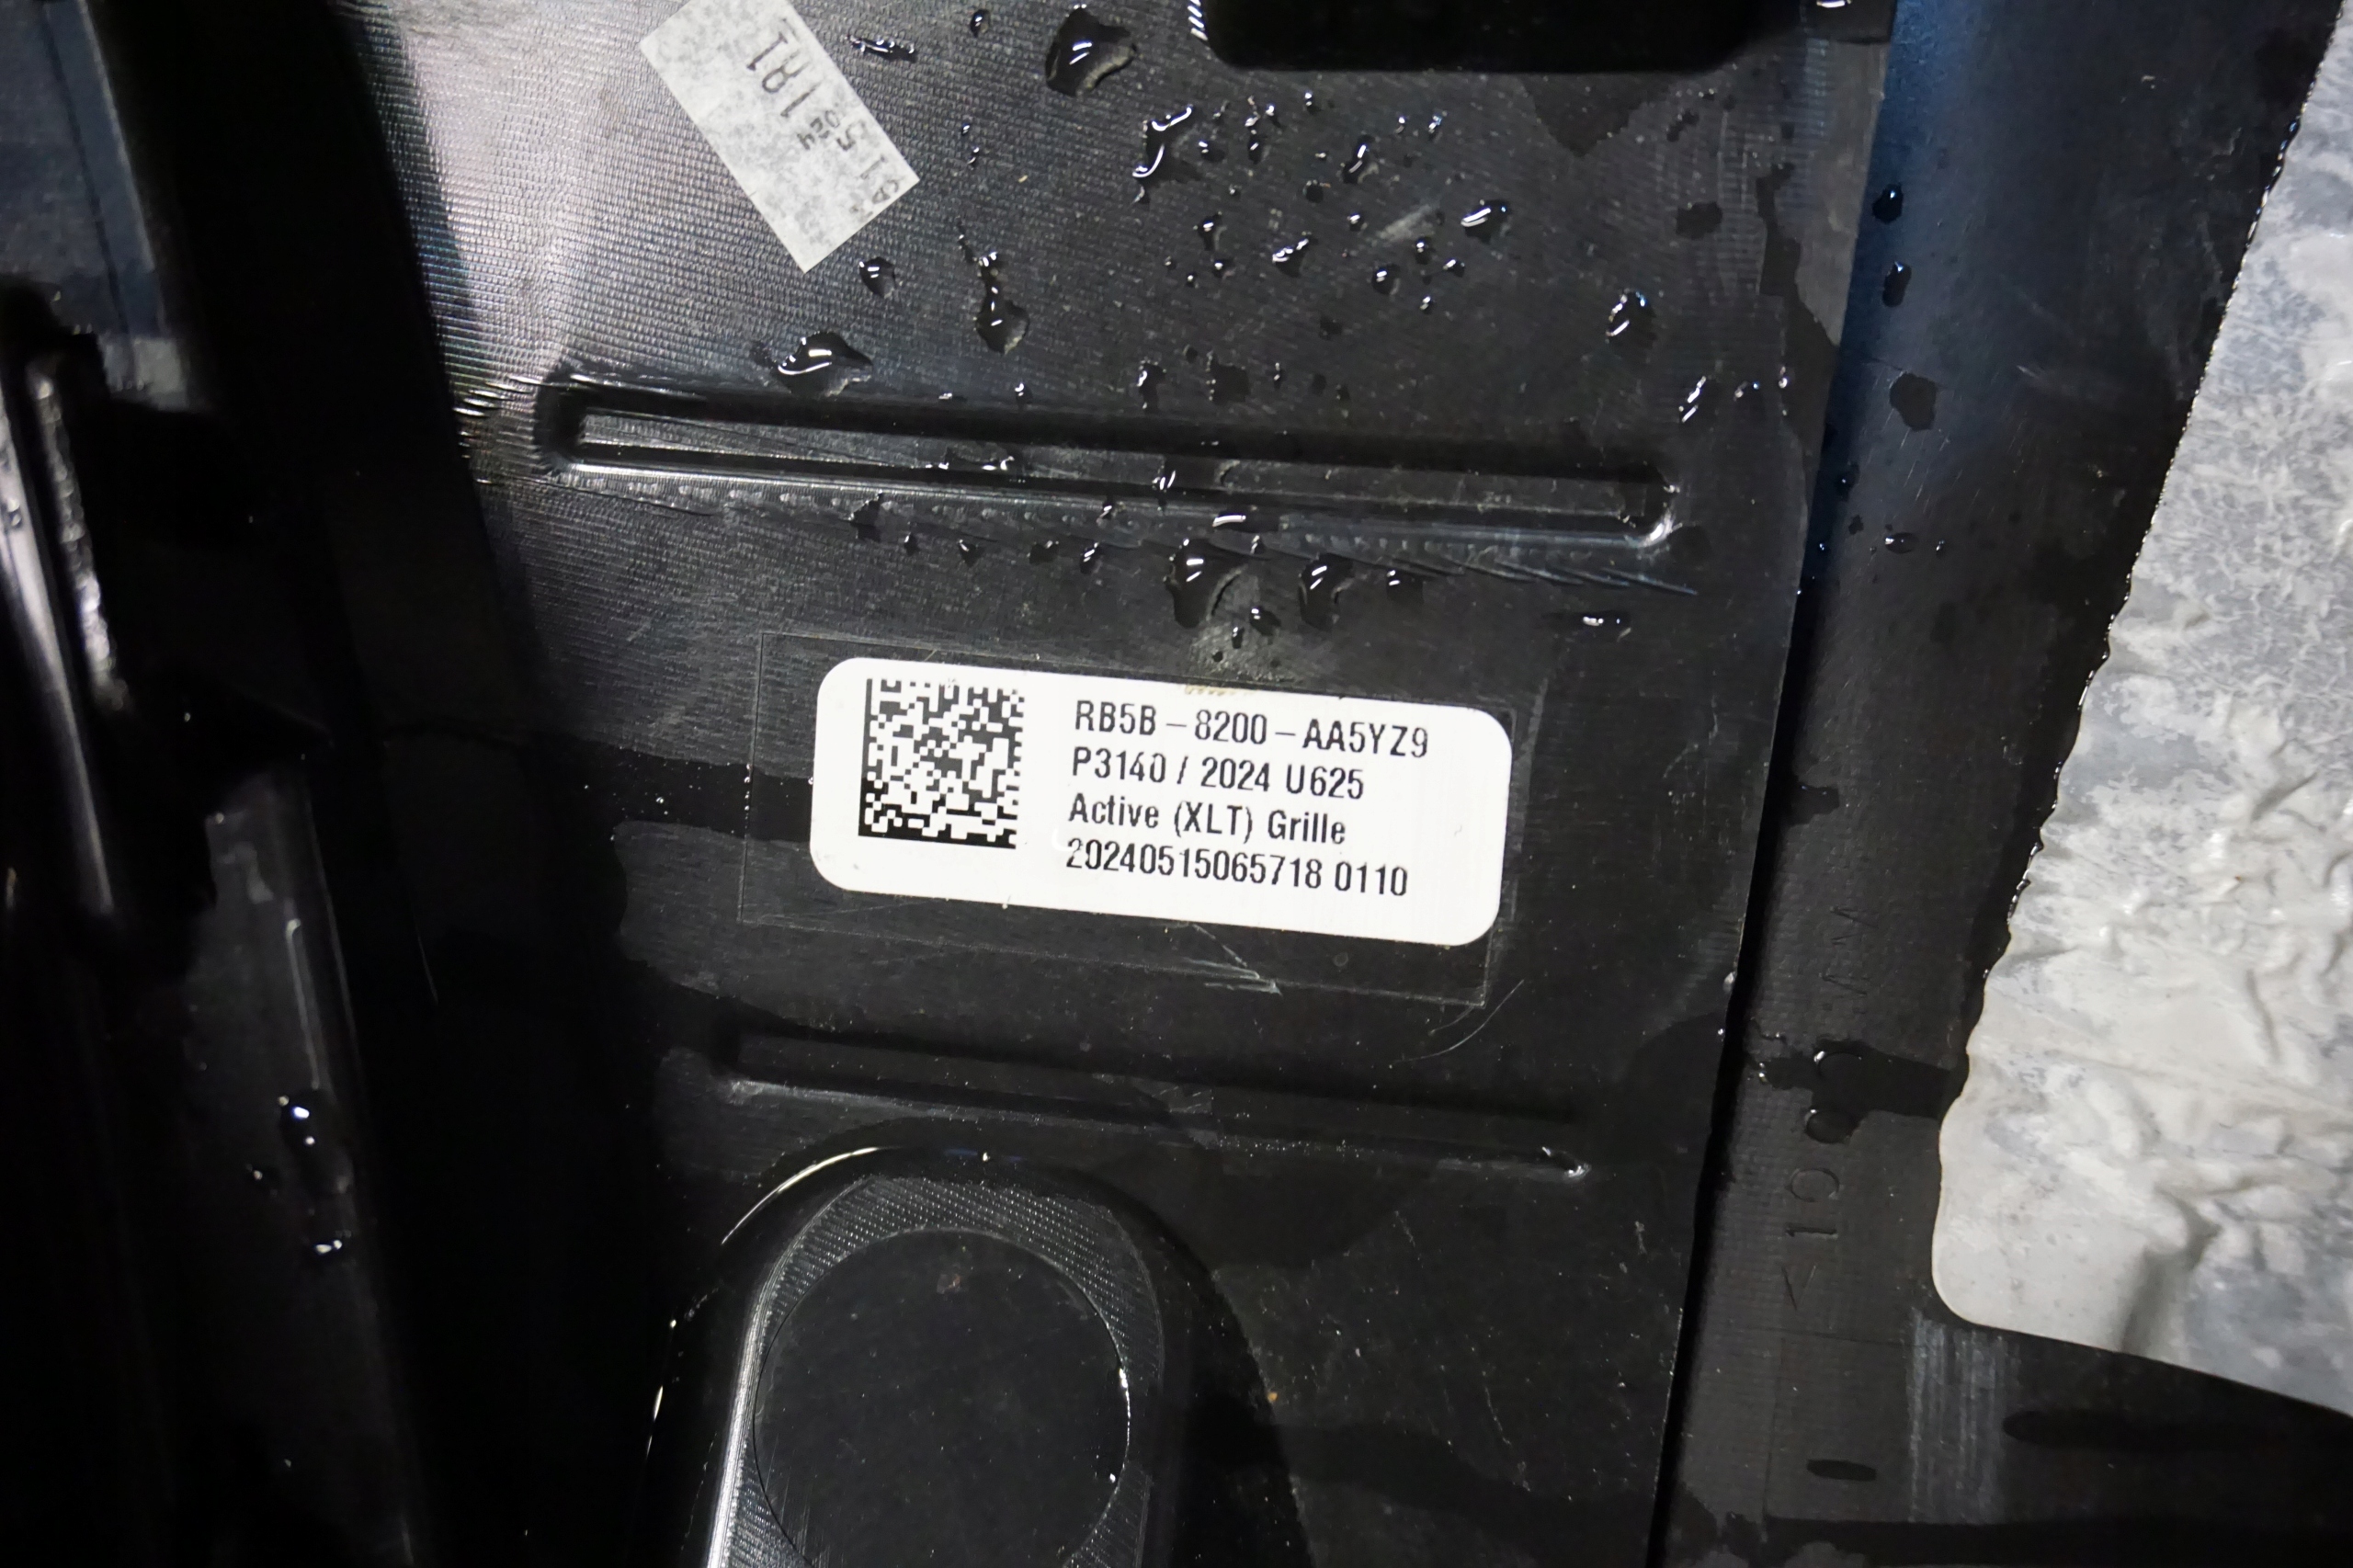 RB5B-8200-AA5YZ9
P3140 / 2024 U625
Active (XLT) Grille
20240515065718 0110